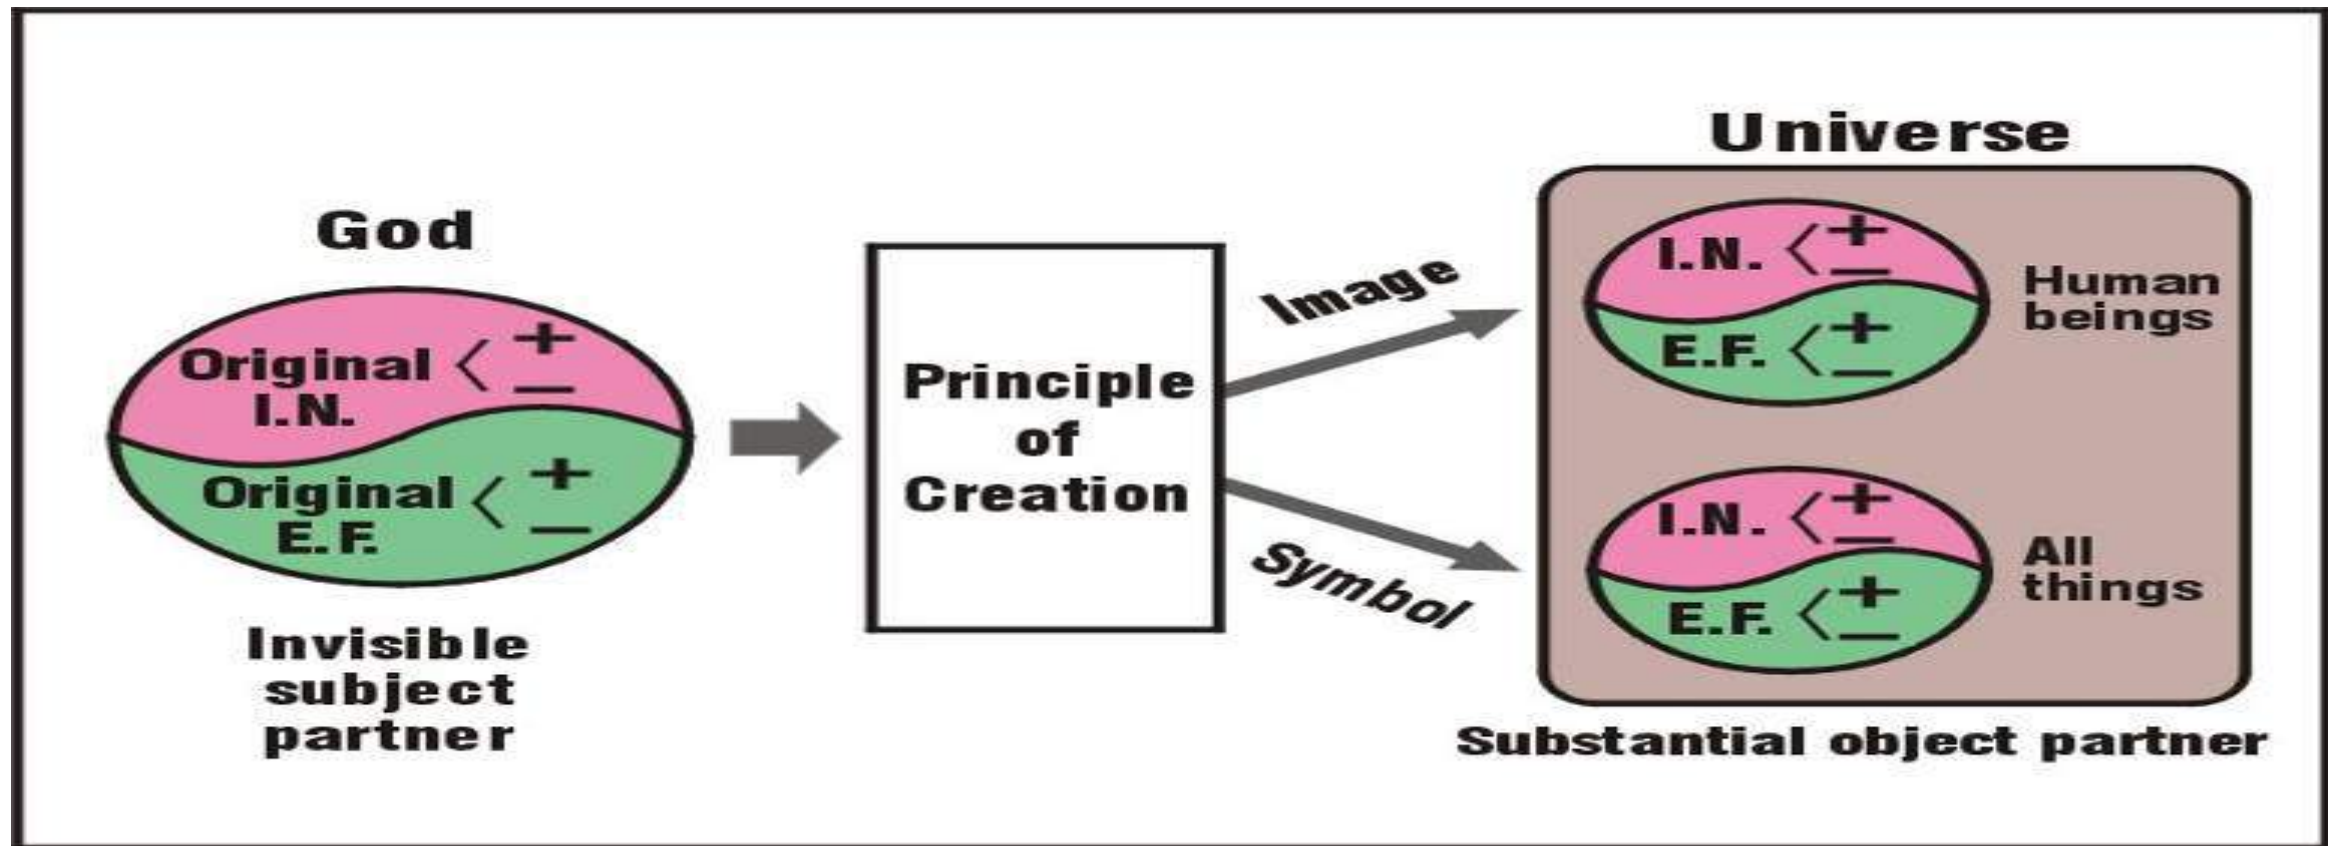 God
Original < +
−
I.N.
Original < +
−
E.F.
Invisible
subject
partner
Principle
of
Creation
Image
Symbol
Universe
I.N. < +
−
E.F. < +
−
Human
beings
I.N. < +
−
E.F. < +
−
All
things
Substantial object partner